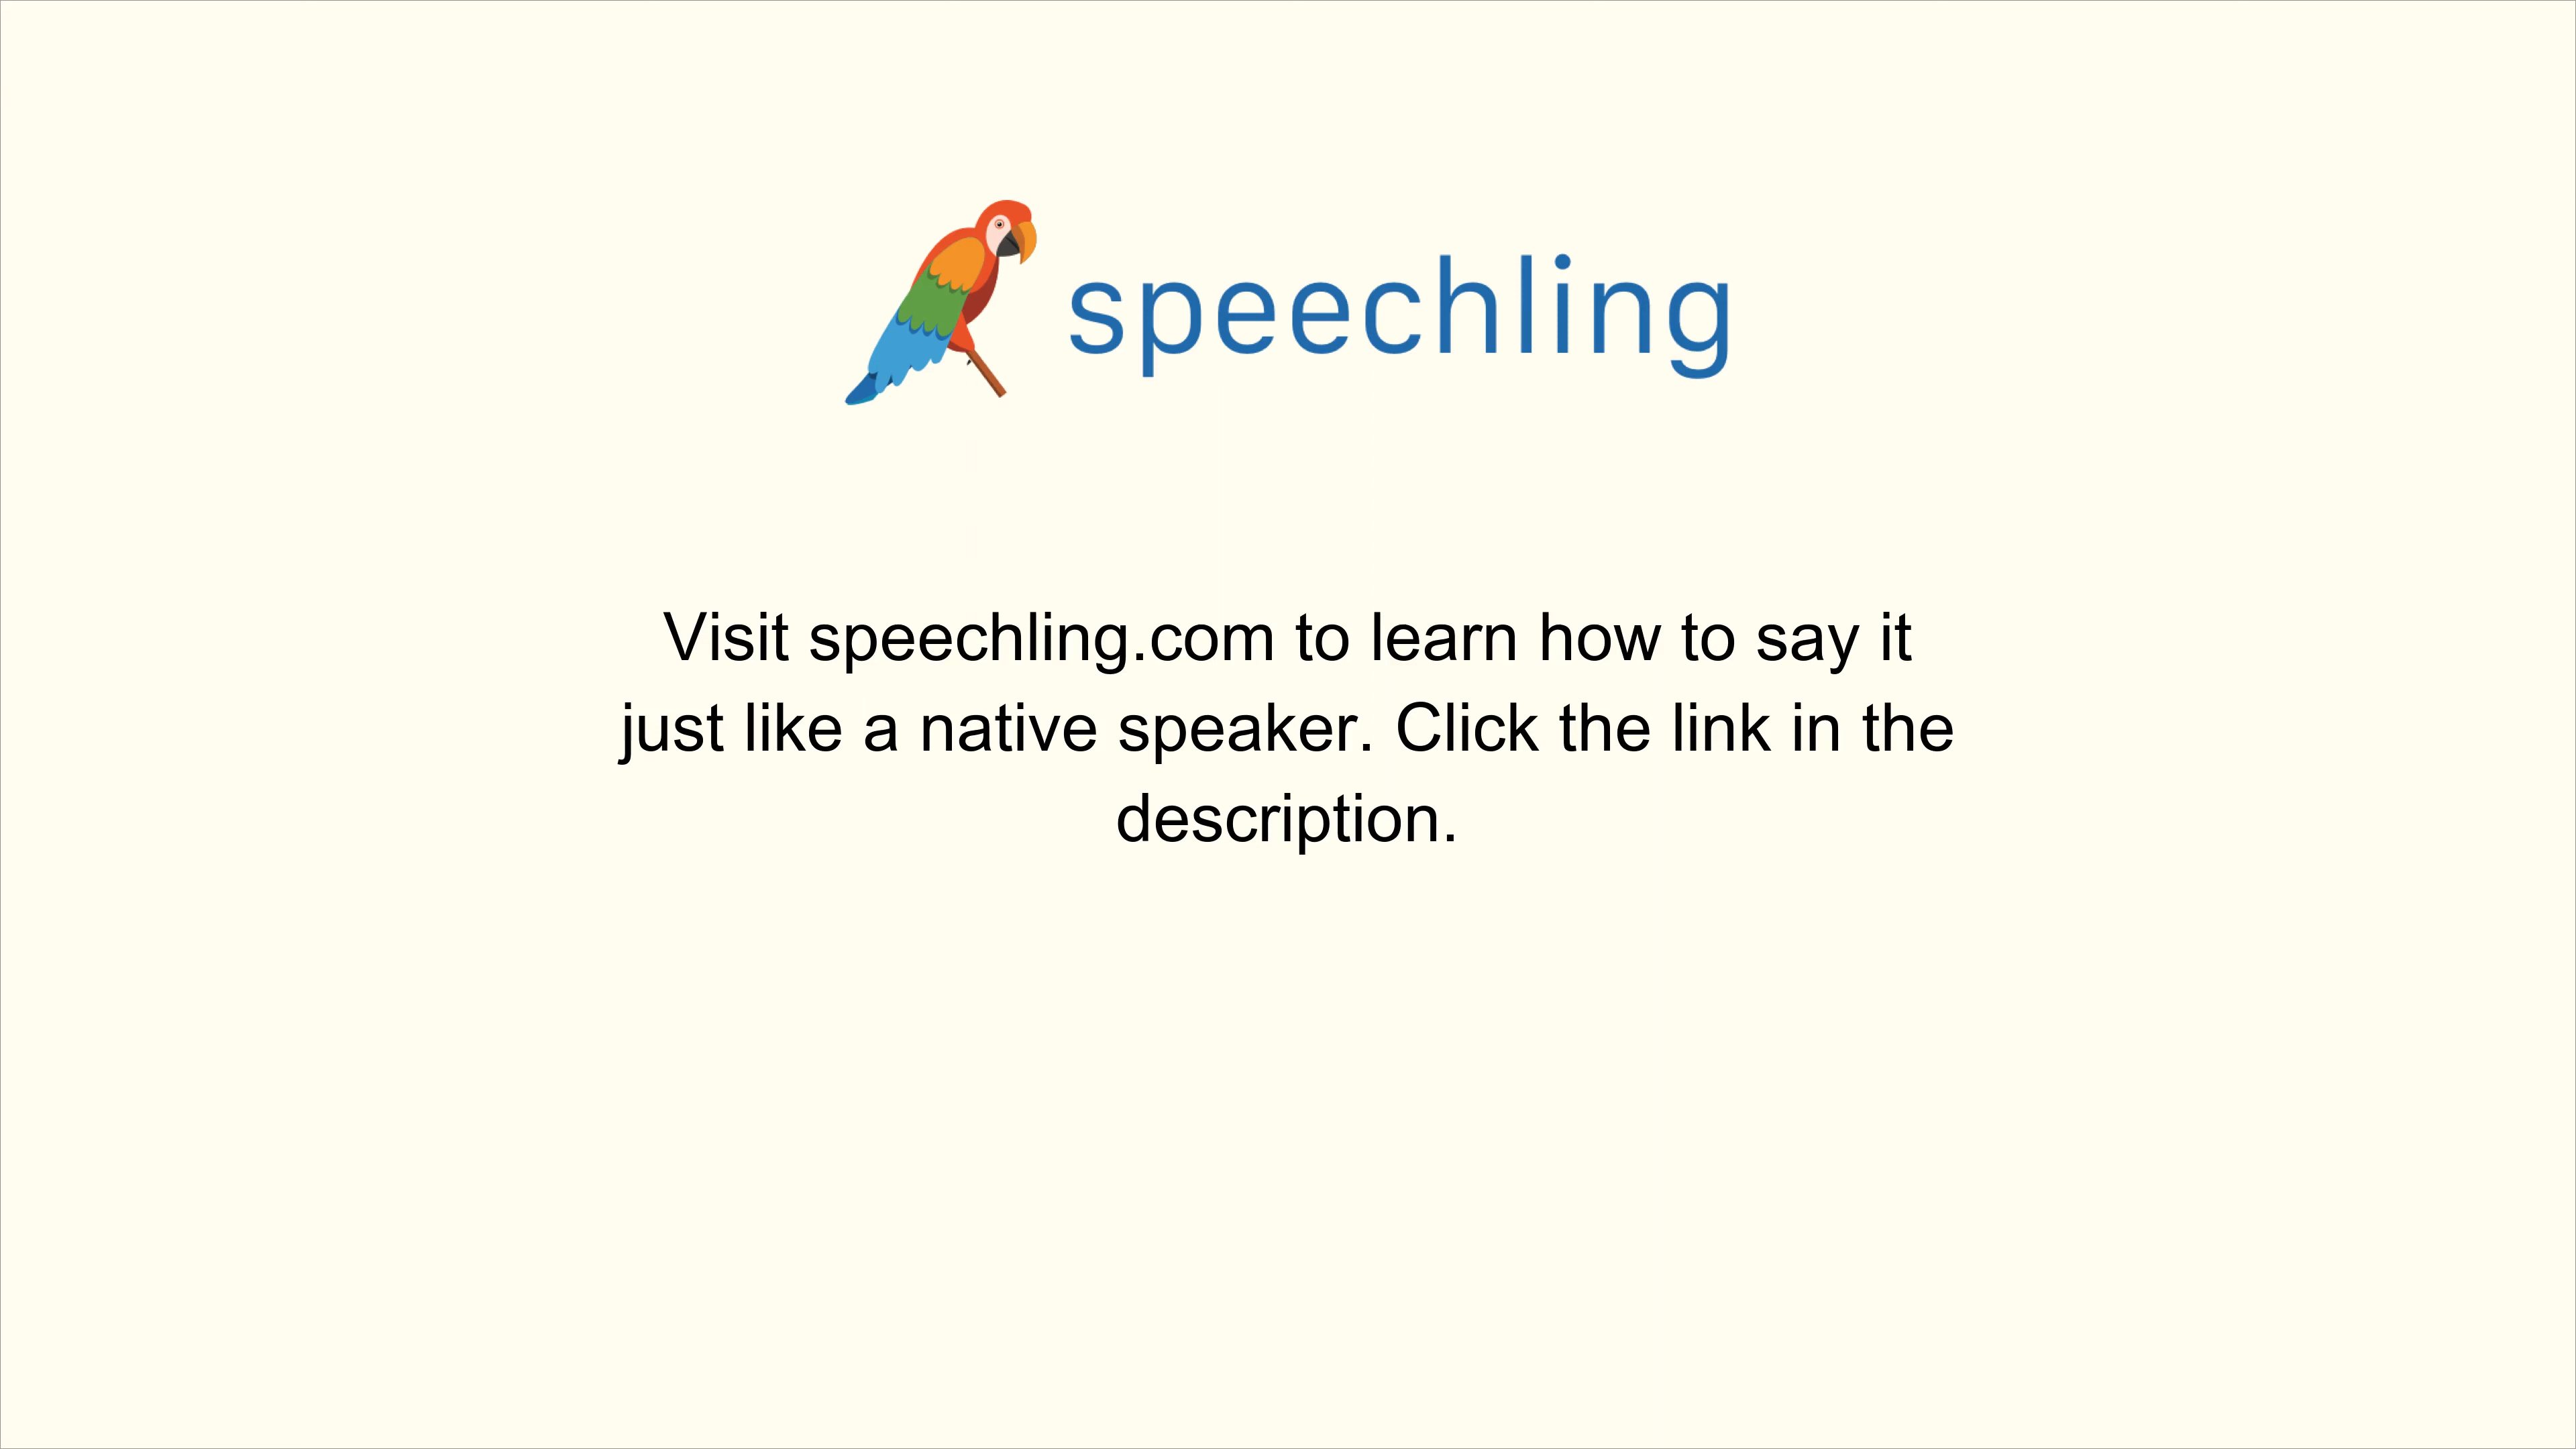 speechling
Visit speechling.com to learn how to say it
just like a native speaker. Click the link in the
description.